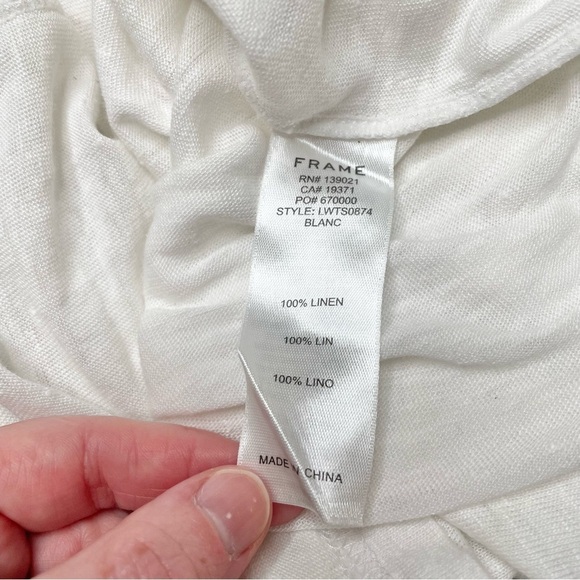 FRAME
RN# 139021
CA# 19371
PO# 670000
STYLE: LWTS0874
BLANC
100% LINEN
100% LIN
100% LINO
MADE IN CHINA